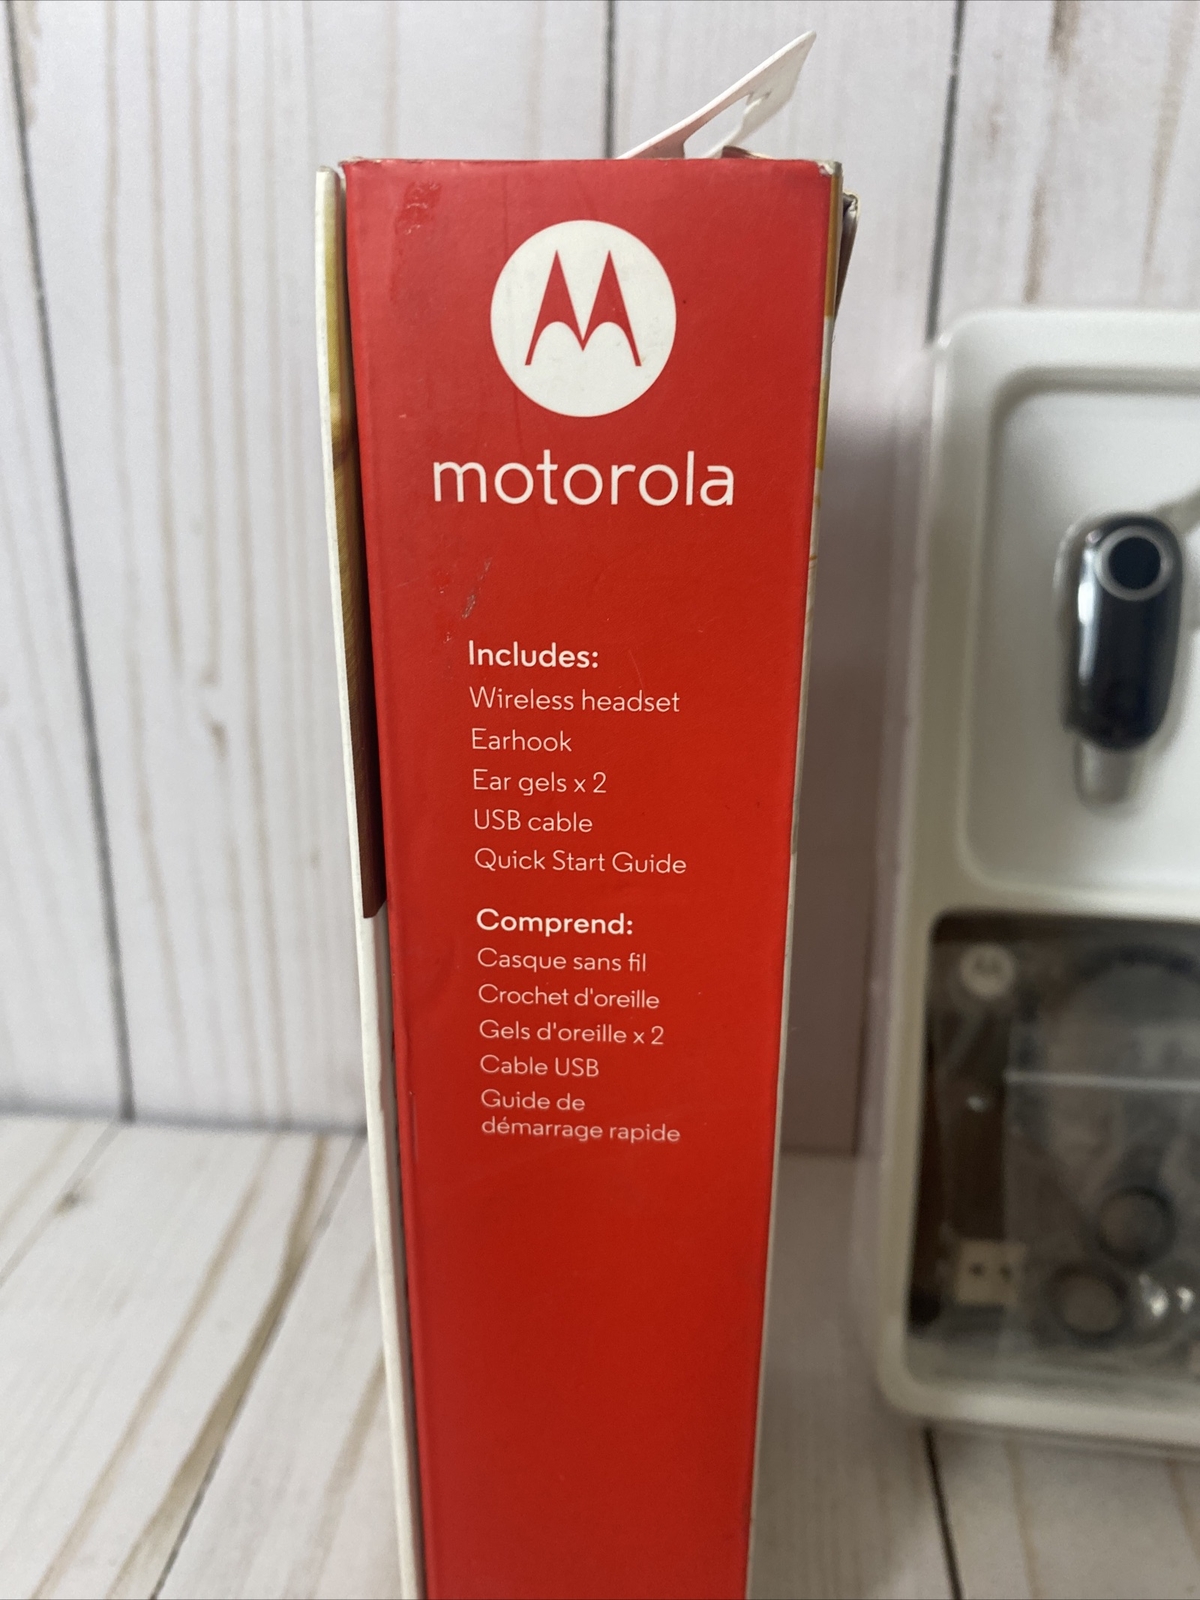 motorola
Includes:
Wireless headset
Earhook
Ear gels x 2
USB cable
Quick Start Guide
Comprend:
Casque sans fil
Crochet d'oreille
Gels d'oreille x 2
Cable USB
Guide de
démarrage rapide